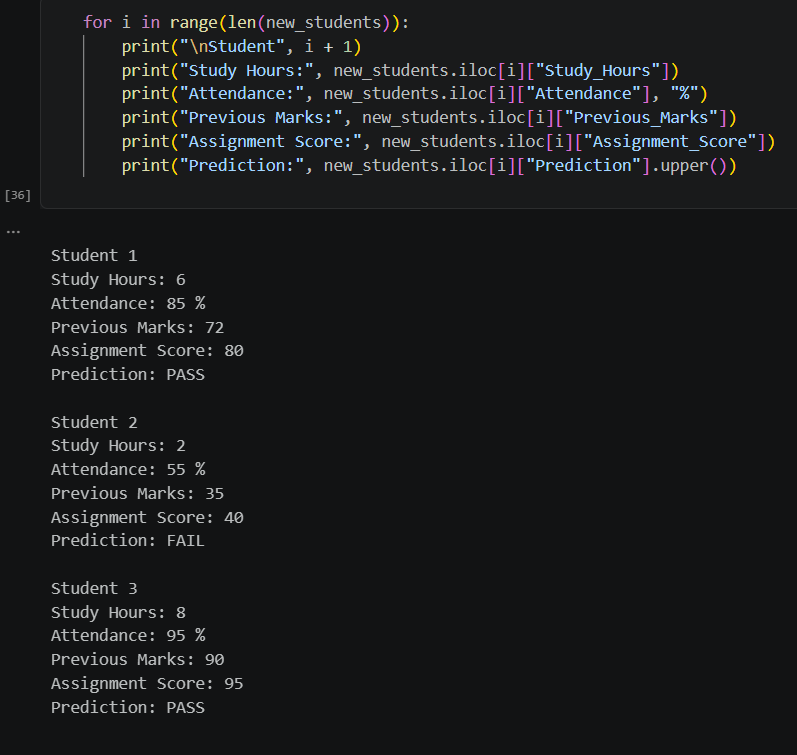 for i in range(len(new_students)):
    print("\nStudent", i + 1)
    print("Study Hours:", new_students.iloc[i]["Study_Hours"])
    print("Attendance:", new_students.iloc[i]["Attendance"], "%")
    print("Previous Marks:", new_students.iloc[i]["Previous_Marks"])
    print("Assignment Score:", new_students.iloc[i]["Assignment_Score"])
    print("Prediction:", new_students.iloc[i]["Prediction"].upper())
[36]
...
Student 1
Study Hours: 6
Attendance: 85 %
Previous Marks: 72
Assignment Score: 80
Prediction: PASS

Student 2
Study Hours: 2
Attendance: 55 %
Previous Marks: 35
Assignment Score: 40
Prediction: FAIL

Student 3
Study Hours: 8
Attendance: 95 %
Previous Marks: 90
Assignment Score: 95
Prediction: PASS